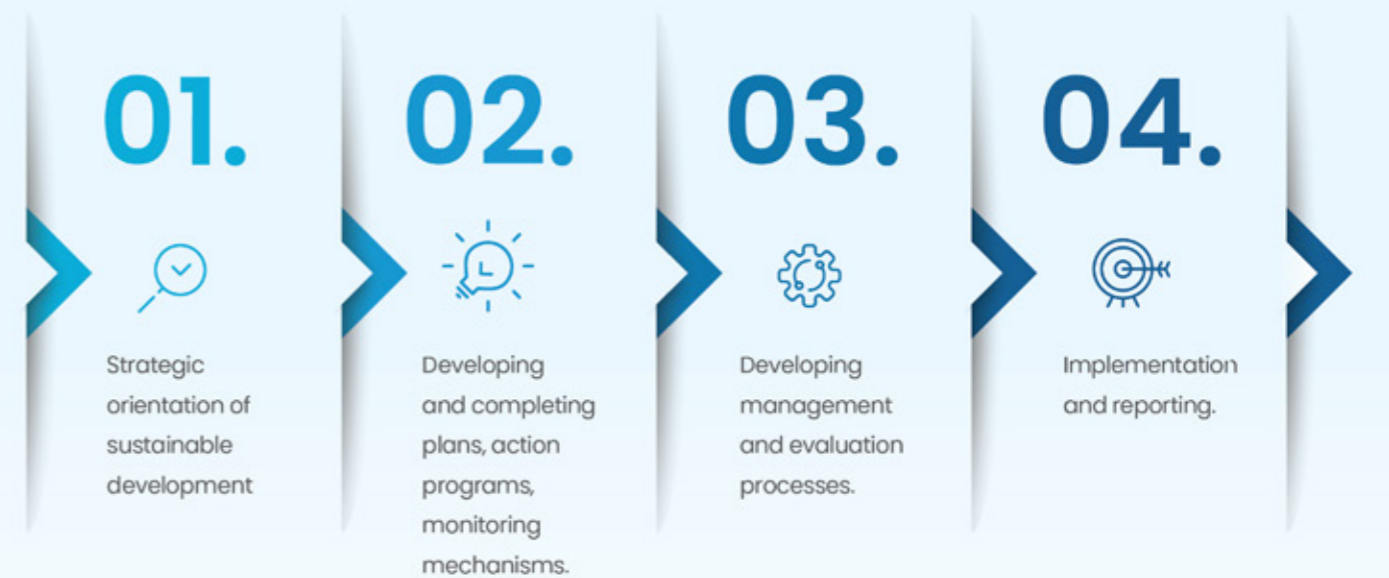 01.
Strategic
orientation of
sustainable
development
02.
Developing
and completing
plans, action
programs,
monitoring
mechanisms.
03.
Developing
management
and evaluation
processes.
04.
Implementation
and reporting.